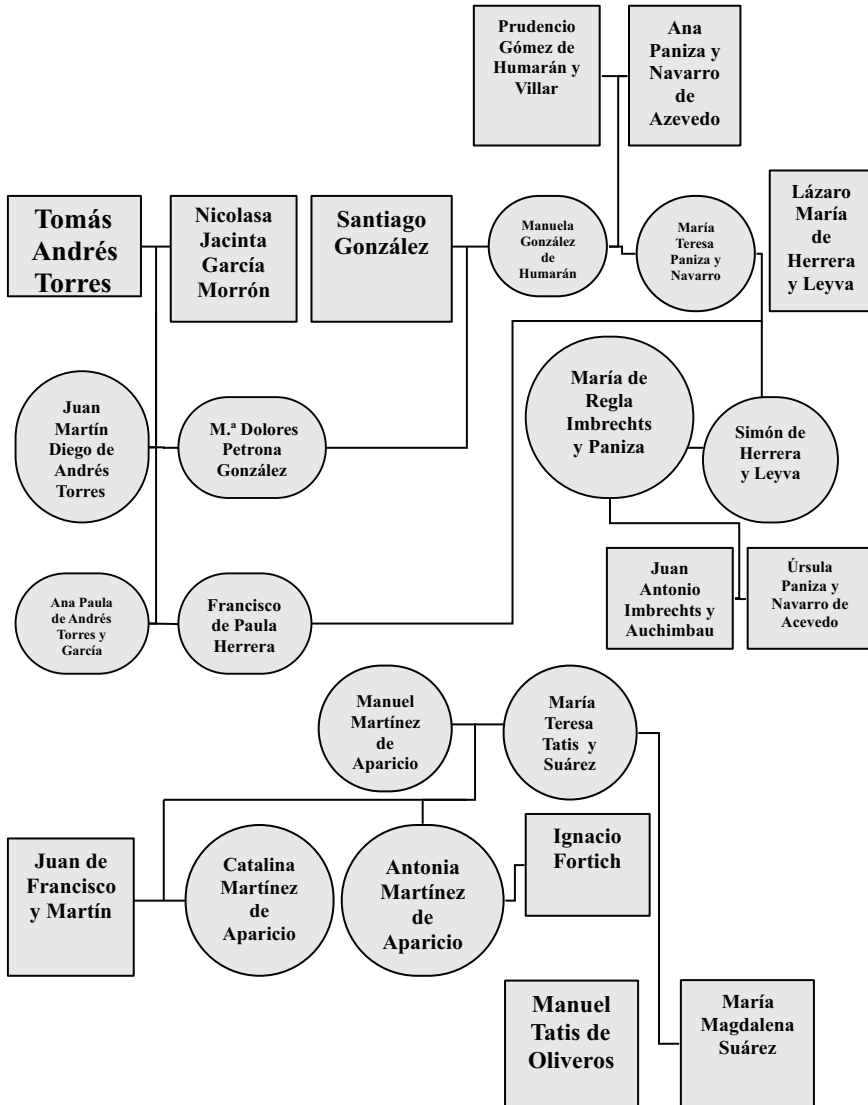 Prudencio
Gómez de
Humarán y
Villar
Ana
Paniza y
Navarro
de
Azevedo
Tomás
Andrés
Torres
Nicolasa
Jacinta
García
Morrón
Santiago
González
Manuela
González
de
Humarán
María
Teresa
Paniza y
Navarro
Lázaro
María
de
Herrera
y Leyva
Juan
Martín
Diego de
Andrés
Torres
M.ª Dolores
Petrona
González
María de
Regla
Imbrechts
y Paniza
Simón de
Herrera
y Leyva
Ana Paula
de Andrés
Torres y
García
Francisco
de Paula
Herrera
Juan
Antonio
Imbrechts y
Auchimbau
Úrsula
Paniza y
Navarro de
Acevedo
Manuel
Martínez
de
Aparicio
María
Teresa
Tatis y
Suárez
Juan de
Francisco
y Martín
Catalina
Martínez
de
Aparicio
Antonia
Martínez
de
Aparicio
Ignacio
Fortich
Manuel
Tatis de
Oliveros
María
Magdalena
Suárez